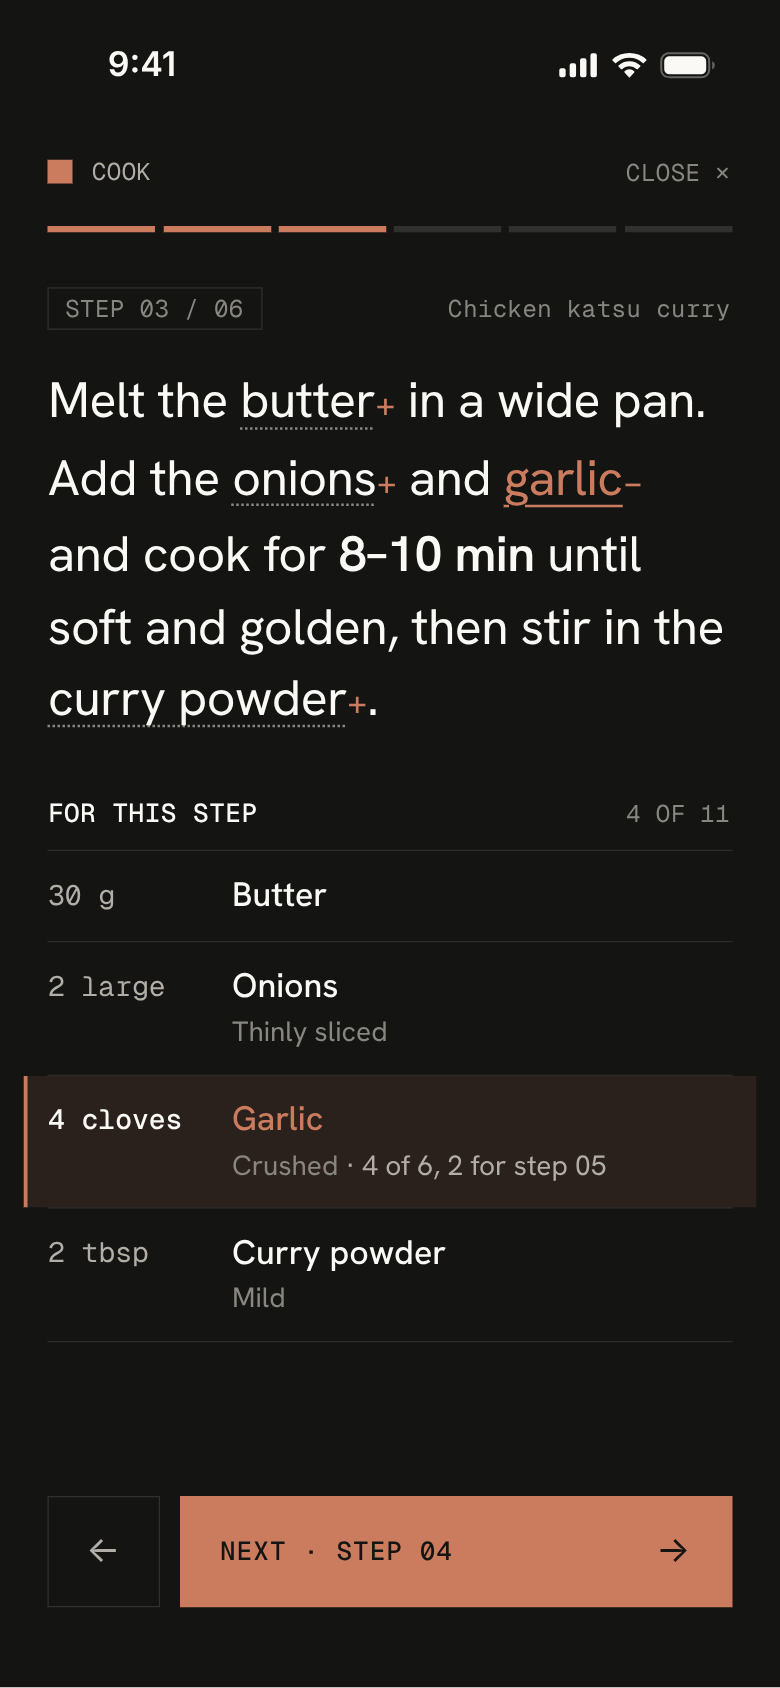 9:41
COOK
CLOSE ×
STEP 03 / 06
Chicken katsu curry
Melt the butter+ in a wide pan.
Add the onions+ and garlic–
and cook for 8–10 min until
soft and golden, then stir in the
curry powder+.
FOR THIS STEP
4 OF 11
30 g Butter
2 large Onions
Thinly sliced
4 cloves Garlic
Crushed · 4 of 6, 2 for step 05
2 tbsp Curry powder
Mild
←
NEXT · STEP 04 →